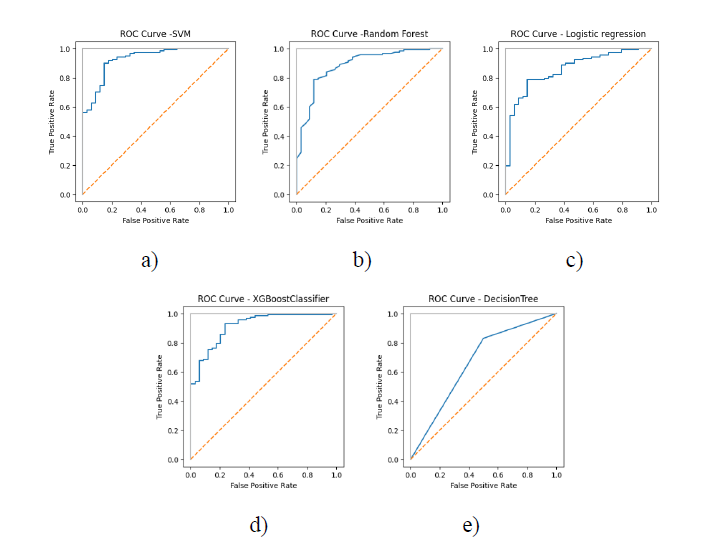 ROC Curve -SVM
1.0
0.8
0.6
0.4
0.2
0.0
True Positive Rate
0.0 0.2 0.4 0.6 0.8 1.0
False Positive Rate
a)
ROC Curve -Random Forest
1.0
0.8
0.6
0.4
0.2
0.0
True Positive Rate
0.0 0.2 0.4 0.6 0.8 1.0
False Positive Rate
b)
ROC Curve - Logistic regression
1.0
0.8
0.6
0.4
0.2
0.0
True Positive Rate
0.0 0.2 0.4 0.6 0.8 1.0
False Positive Rate
c)
ROC Curve - XGBoostClassifier
1.0
0.8
0.6
0.4
0.2
0.0
True Positive Rate
0.0 0.2 0.4 0.6 0.8 1.0
False Positive Rate
d)
ROC Curve - DecisionTree
1.0
0.8
0.6
0.4
0.2
0.0
True Positive Rate
0.0 0.2 0.4 0.6 0.8 1.0
False Positive Rate
e)